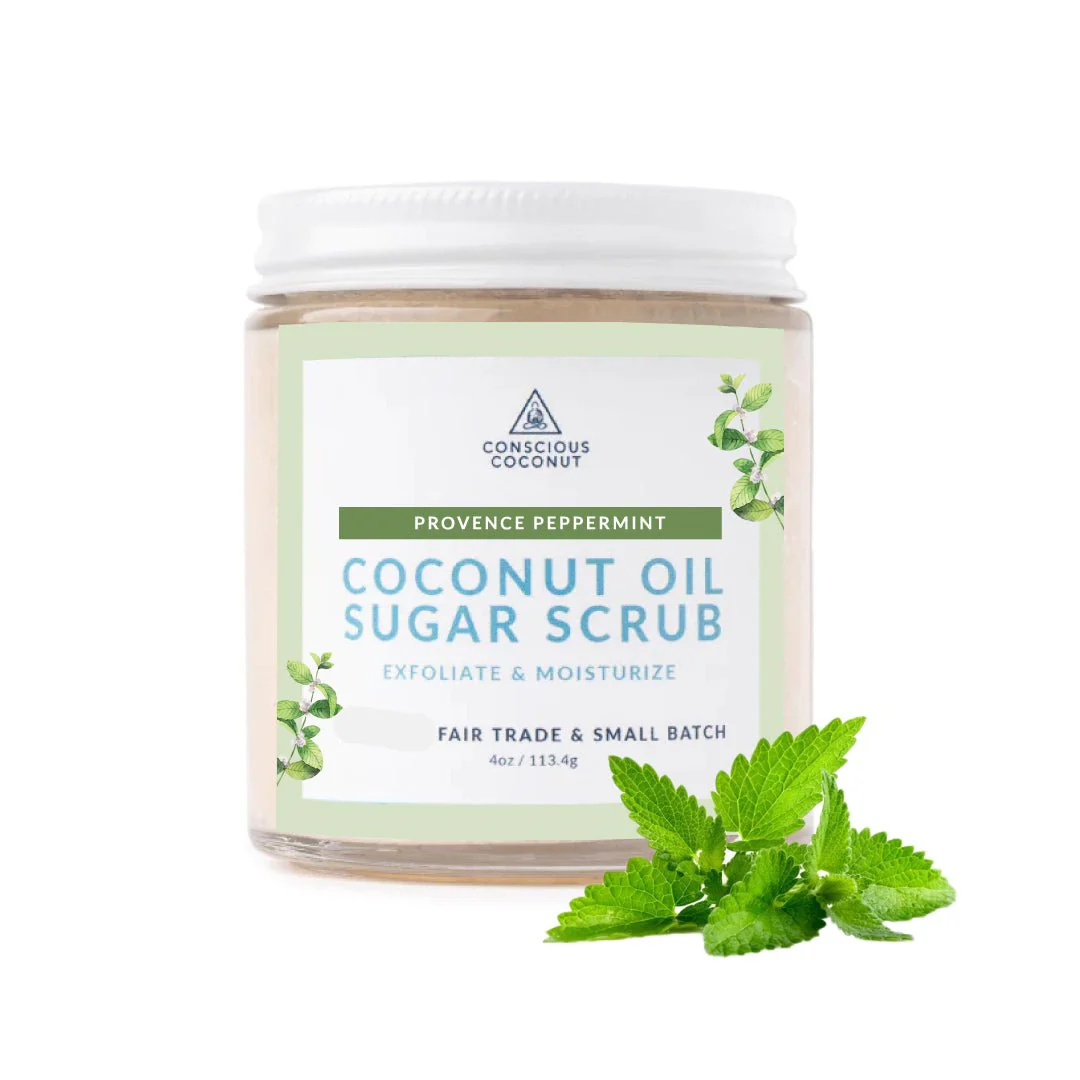 CONSCIOUS
COCONUT
PROVENCE PEPPERMINT
COCONUT OIL
SUGAR SCRUB
EXFOLIATE & MOISTURIZE
FAIR TRADE & SMALL BATCH
4oz / 113.4g